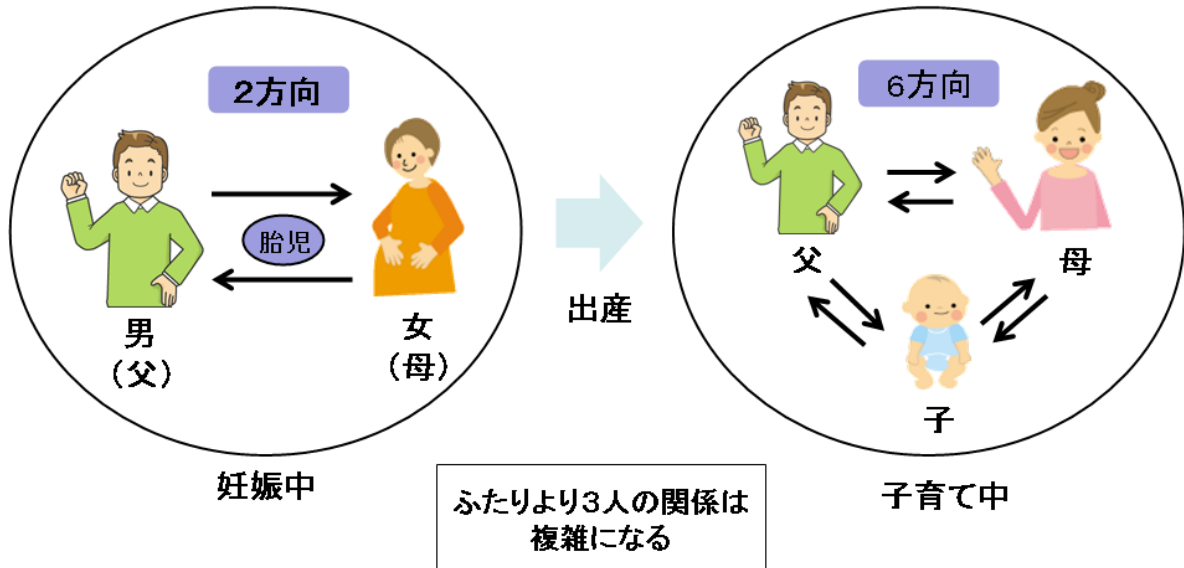 2方向
胎児
男
（父）
女
（母）
妊娠中
出産
6方向
父
母
子
子育て中
ふたりより3人の関係は
複雑になる